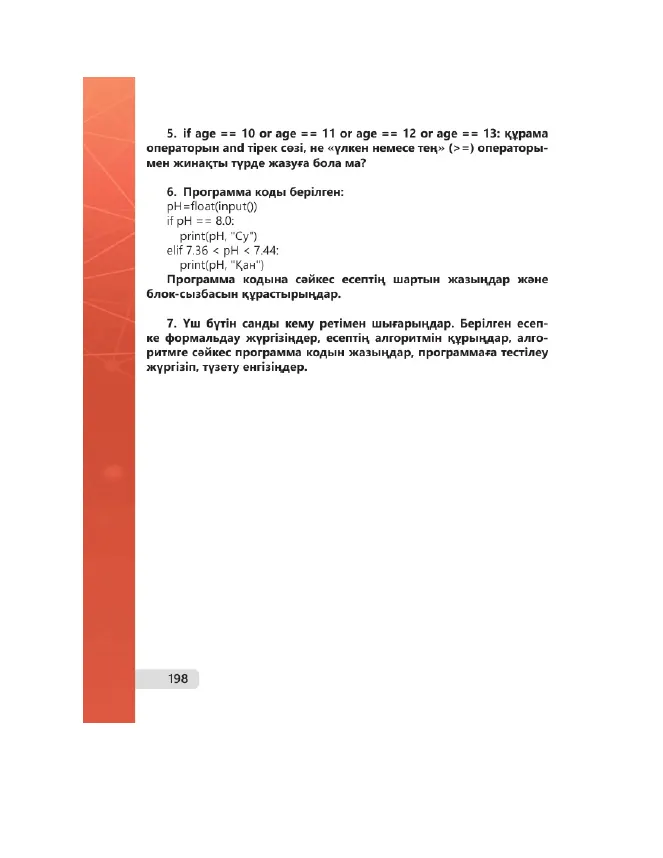 5. if age == 10 or age == 11 or age == 12 or age == 13: құрама
операторын and тірек сөзі, не «үлкен немесе тең» (>=) операторы-
мен жинақты түрде жазуға бола ма?
6. Программа коды берілген:
pH=float(input())
if pH == 8.0:
print(pH, "Су")
elif 7.36 < pH < 7.44:
print(pH, "Қан")
Программа кодына сәйкес есептің шартын жазыңдар және
блок-сызбасын құрастырыңдар.
7. Үш бүтін санды кему ретімен шығарыңдар. Берілген есеп-
ке формальдау жүргізіңдер, есептің алгоритмін құрыңдар, алго-
ритмге сәйкес программа кодын жазыңдар, программаға тестілеу
жүргізіп, түзету енгізіңдер.
198